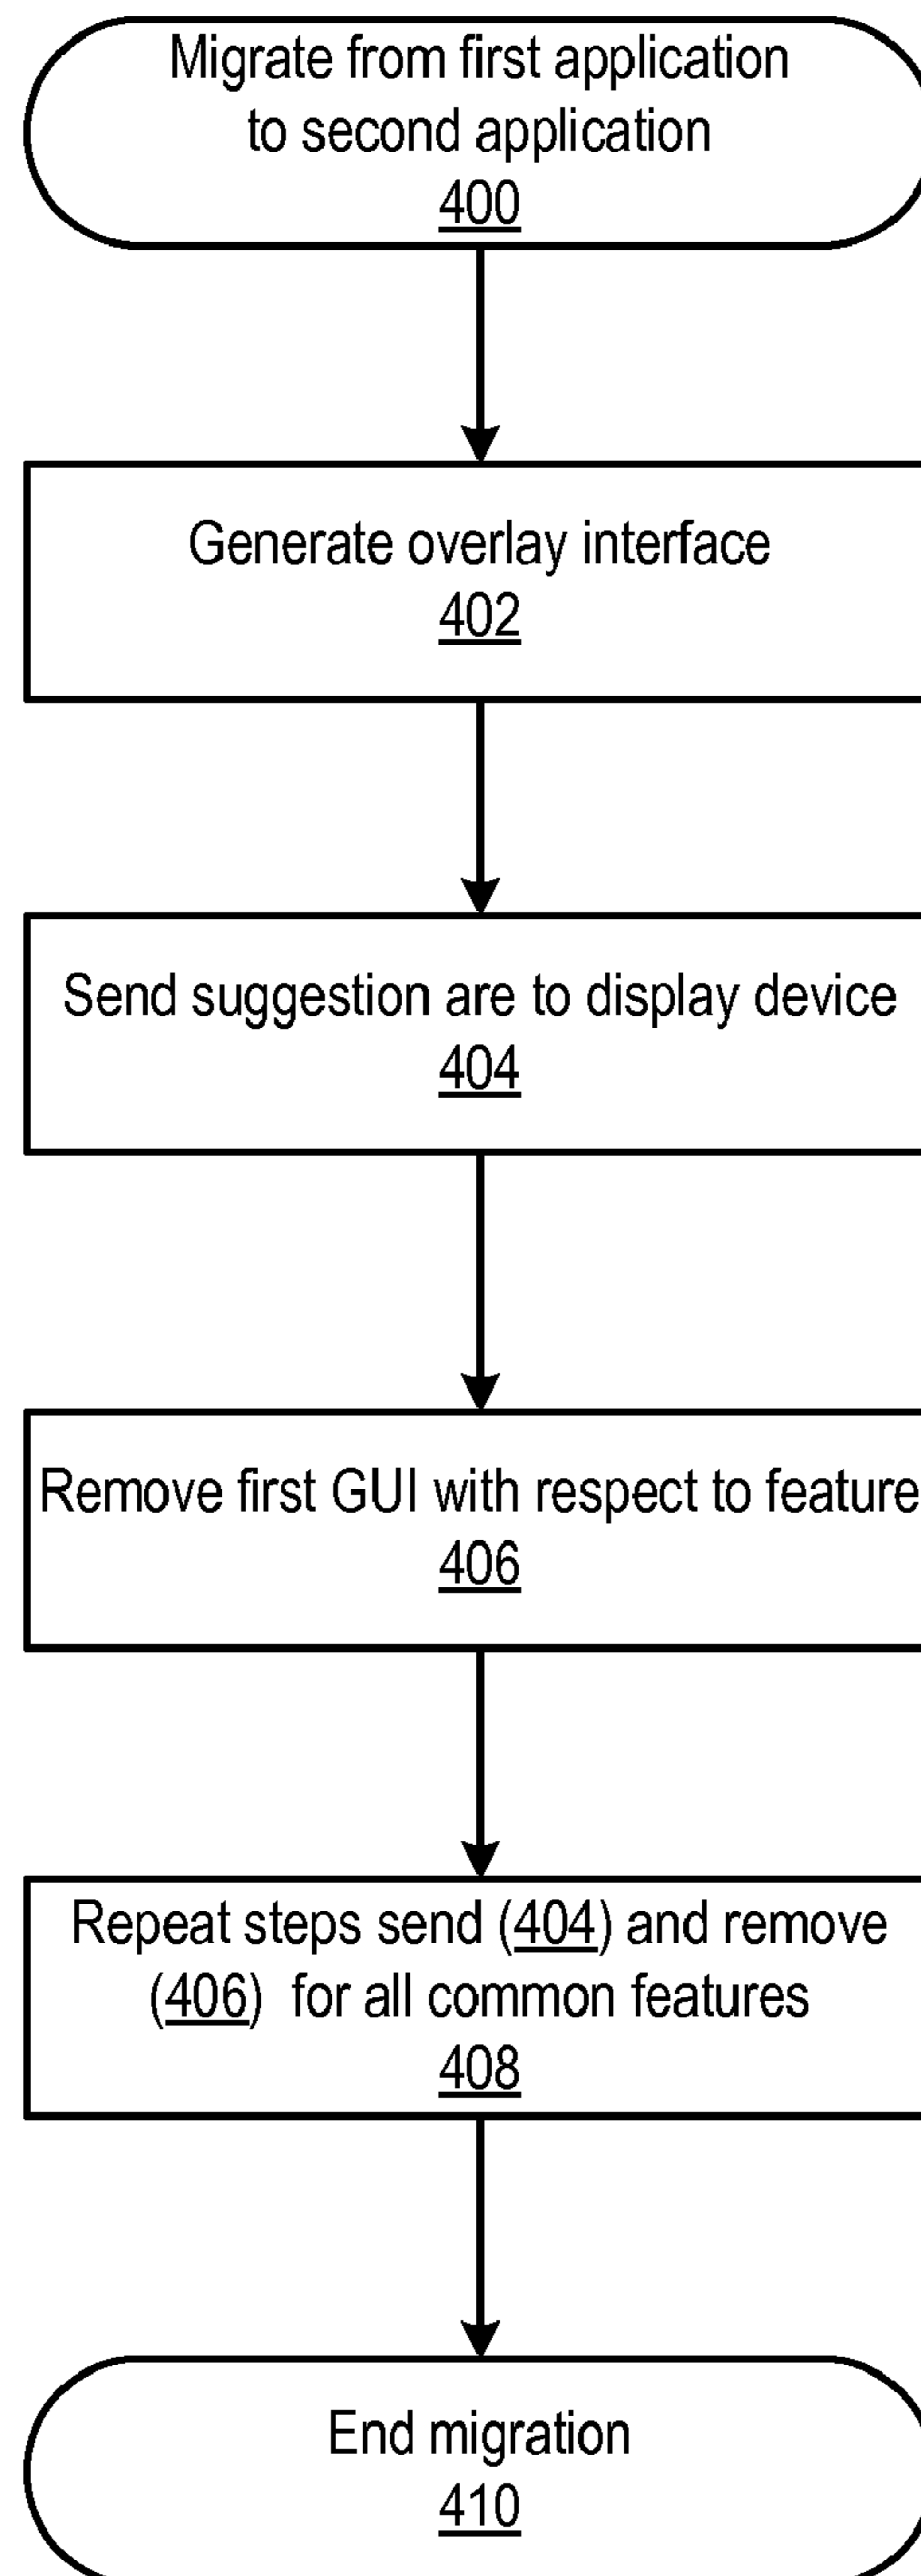 Migrate from first application
to second application
400
Generate overlay interface
402
Send suggestion are to display device
404
Remove first GUI with respect to feature
406
Repeat steps send (404) and remove
(406) for all common features
408
End migration
410